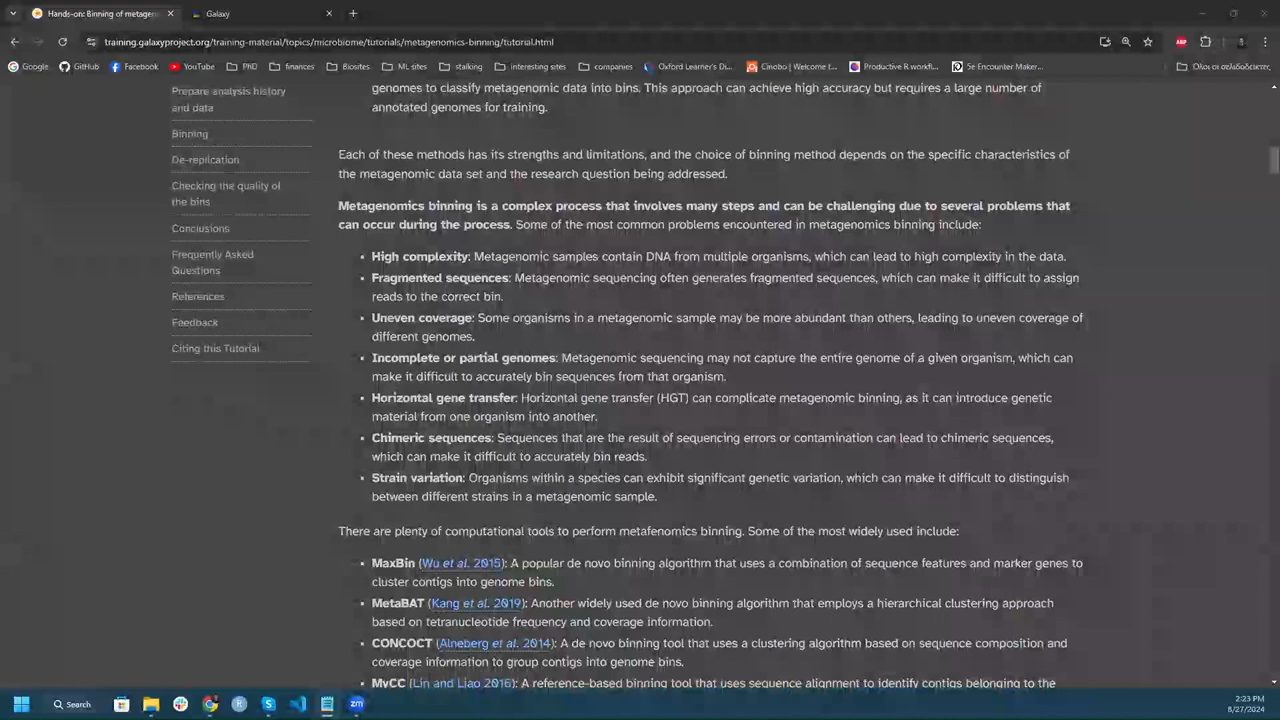 Hands-on: Binning of metagen
Galaxy
training.galaxyproject.org/training-material/topics/microbiome/tutorials/metagenomics-binning/tutorial.html
Google
GitHub
Facebook
YouTube
PhD
finances
Biosites
ML sites
stalking
interesting sites
companies
Oxford Learner's Di...
Cinobo | Welcome t...
Productive R workfl...
5e Encounter Maker...
Όλοι οι σελιδοδείκτες
Prepare analysis history
and data
Binning
De-replication
Checking the quality of
the bins
Conclusions
Frequently Asked
Questions
References
Feedback
Citing this Tutorial
genomes to classify metagenomic data into bins. This approach can achieve high accuracy but requires a large number of
annotated genomes for training.
Each of these methods has its strengths and limitations, and the choice of binning method depends on the specific characteristics of
the metagenomic data set and the research question being addressed.
Metagenomics binning is a complex process that involves many steps and can be challenging due to several problems that
can occur during the process. Some of the most common problems encountered in metagenomics binning include:
High complexity: Metagenomic samples contain DNA from multiple organisms, which can lead to high complexity in the data.
Fragmented sequences: Metagenomic sequencing often generates fragmented sequences, which can make it difficult to assign
reads to the correct bin.
Uneven coverage: Some organisms in a metagenomic sample may be more abundant than others, leading to uneven coverage of
different genomes.
Incomplete or partial genomes: Metagenomic sequencing may not capture the entire genome of a given organism, which can
make it difficult to accurately bin sequences from that organism.
Horizontal gene transfer: Horizontal gene transfer (HGT) can complicate metagenomic binning, as it can introduce genetic
material from one organism into another.
Chimeric sequences: Sequences that are the result of sequencing errors or contamination can lead to chimeric sequences,
which can make it difficult to accurately bin reads.
Strain variation: Organisms within a species can exhibit significant genetic variation, which can make it difficult to distinguish
between different strains in a metagenomic sample.
There are plenty of computational tools to perform metafenomics binning. Some of the most widely used include:
MaxBin (Wu et al. 2015): A popular de novo binning algorithm that uses a combination of sequence features and marker genes to
cluster contigs into genome bins.
MetaBAT (Kang et al. 2019): Another widely used de novo binning algorithm that employs a hierarchical clustering approach
based on tetranucleotide frequency and coverage information.
CONCOCT (Alneberg et al. 2014): A de novo binning tool that uses a clustering algorithm based on sequence composition and
coverage information to group contigs into genome bins.
MyCC (Lin and Liao 2016): A reference-based binning tool that uses sequence alignment to identify contigs belonging to the
Search
2:23 PM
8/27/2024